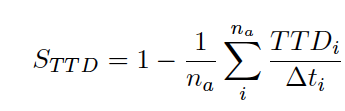 S_{TTD} = 1 - \frac{1}{n_a} \sum_{i}^{n_a} \frac{TTD_i}{\Delta t_i}